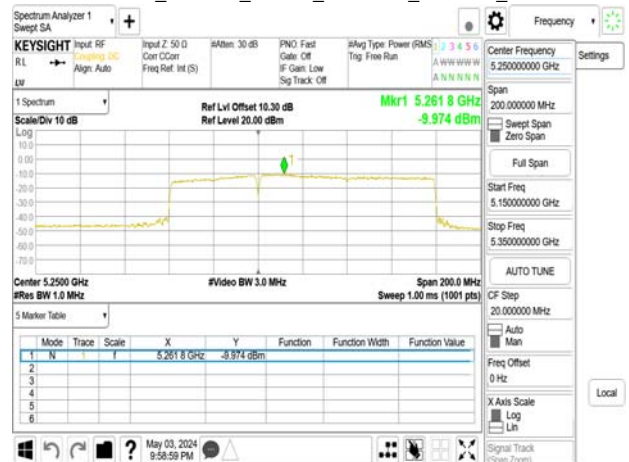 Spectrum Analyzer 1
Swept SA
+
Frequency
KEYSIGHT
RL
Input: RF
Coupling: DC
Align: Auto
Input Z: 50 Ω
Corr CCorr
Freq Ref: Int (S)
#Atten: 30 dB
PNO: Fast
Gate: Off
IF Gain: Low
Sig Track: Off
#Avg Type: Power (RMS
Trig: Free Run
1 2 3 4 5 6
A W W W W W
A N N N N N
1 Spectrum
Scale/Div 10 dB
Log
Ref Lvl Offset 10.30 dB
Ref Level 20.00 dBm
Mkr1 5.261 8 GHz
-9.974 dBm
10.0
0.00
-10.0
-20.0
-30.0
-40.0
-50.0
-60.0
-70.0
1
Center 5.2500 GHz
#Res BW 1.0 MHz
#Video BW 3.0 MHz
Span 200.0 MHz
Sweep 1.00 ms (1001 pts)
5 Marker Table
Mode Trace Scale X Y Function Function Width Function Value
1 N 1 f 5.261 8 GHz -9.974 dBm
2
3
4
5
6
May 03, 2024
9:58:59 PM
?
Center Frequency
5.250000000 GHz
Settings
Span
200.000000 MHz
Swept Span
Zero Span
Full Span
Start Freq
5.150000000 GHz
Stop Freq
5.350000000 GHz
AUTO TUNE
CF Step
20.000000 MHz
Auto
Man
Freq Offset
0 Hz
X Axis Scale
Log
Lin
Local
Signal Track
(Span Zoom)